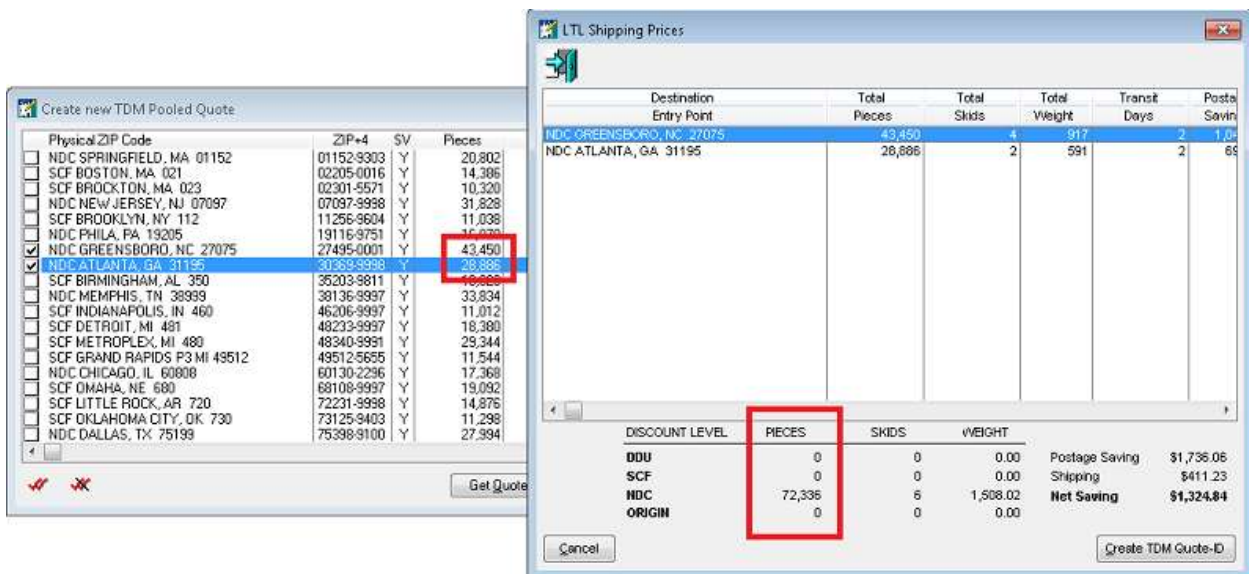 LTL Shipping Prices
Destination Total Total Total Transit Posta
Entry Point Pieces Skids Weight Days Savin
NDC GREENSBORO, NC 27075 43,450 4 917 2 1,04
NDC ATLANTA, GA 31195 28,886 2 591 2 69
DISCOUNT LEVEL PIECES SKIDS WEIGHT
DDU 0 0 0.00 Postage Saving $1,736.06
SCF 0 0 0.00 Shipping $411.23
NDC 72,336 6 1,508.02 Net Saving $1,324.84
ORIGIN 0 0 0.00
Cancel Create TDM Quote-ID
Create new TDM Pooled Quote
Physical ZIP Code ZIP+4 SV Pieces
NDC SPRINGFIELD, MA 01152 01152-9303 Y 20,802
SCF BOSTON, MA 021 02205-0016 Y 14,386
SCF BROCKTON, MA 023 02301-5571 Y 10,320
NDC NEW JERSEY, NJ 07097 07097-9998 Y 31,828
SCF BROOKLYN, NY 112 11256-9604 Y 11,038
NDC PHILA, PA 19205 19116-9751 Y
NDC GREENSBORO, NC 27075 27495-0001 Y 43,450
NDC ATLANTA, GA 31195 30369-9998 Y 28,886
SCF BIRMINGHAM, AL 350 35203-9811 Y
NDC MEMPHIS, TN 38999 38136-9997 Y 33,834
SCF INDIANAPOLIS, IN 460 46206-9997 Y 11,012
SCF DETROIT, MI 481 48233-9997 Y 18,380
SCF METROPLEX, MI 480 48340-9991 Y 29,344
SCF GRAND RAPIDS P3 MI 49512 49512-5655 Y 11,544
NDC CHICAGO, IL 60808 60130-2296 Y 17,368
SCF OMAHA, NE 680 68108-9997 Y 19,092
SCF LITTLE ROCK, AR 720 72231-9998 Y 14,876
SCF OKLAHOMA CITY, OK 730 73125-9403 Y 11,298
NDC DALLAS, TX 75199 75398-9100 Y 27,994
Get Quote